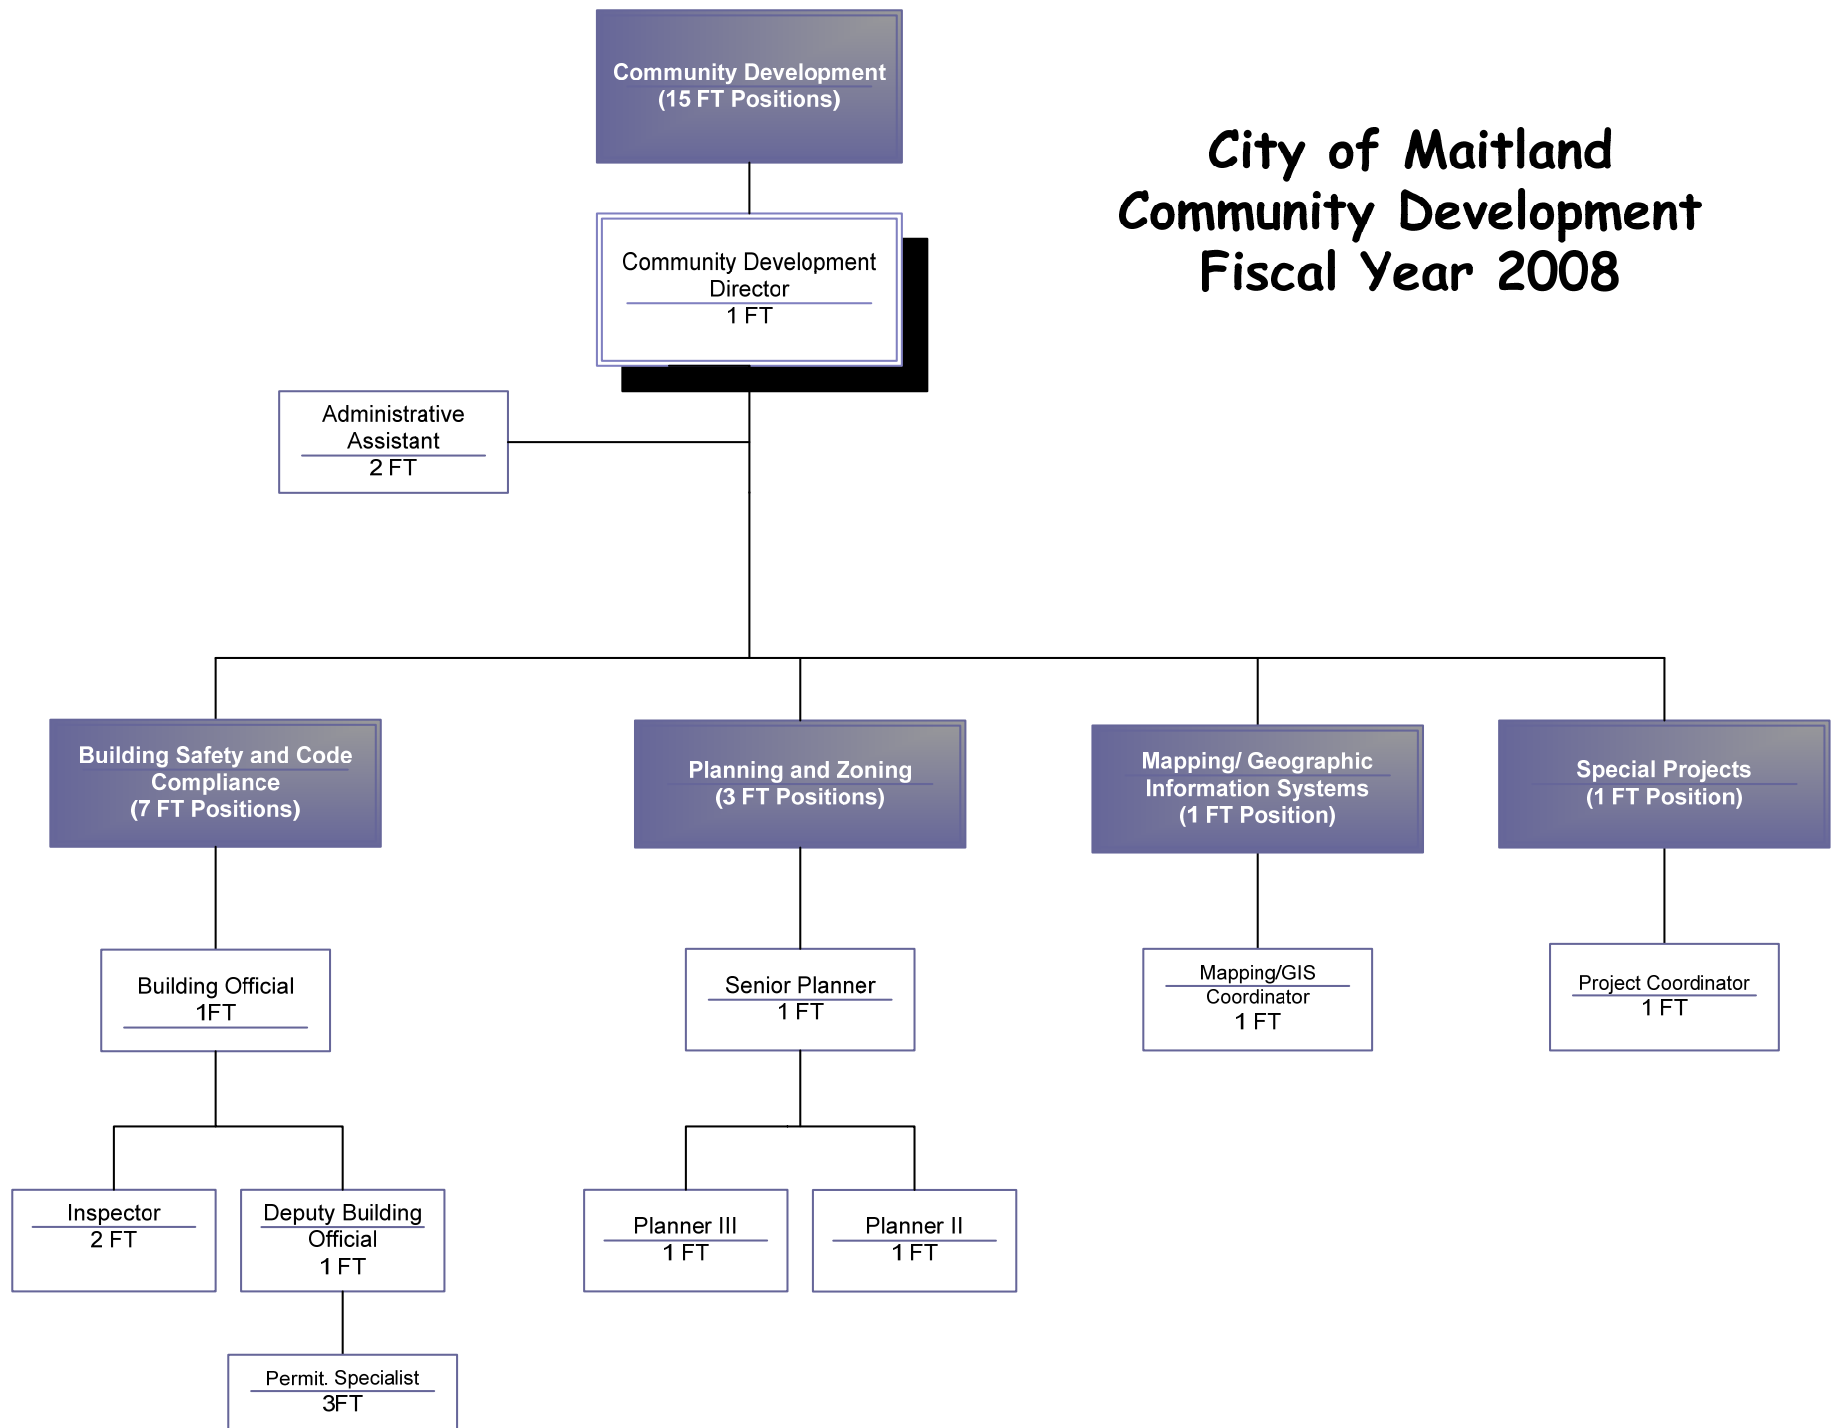 Community Development
(15 FT Positions)
City of Maitland
Community Development
Fiscal Year 2008
Community Development
Director
1 FT
Administrative
Assistant
2 FT
Building Safety and Code
Compliance
(7 FT Positions)
Planning and Zoning
(3 FT Positions)
Mapping/ Geographic
Information Systems
(1 FT Position)
Special Projects
(1 FT Position)
Building Official
1FT
Senior Planner
1 FT
Mapping/GIS
Coordinator
1 FT
Project Coordinator
1 FT
Inspector
2 FT
Deputy Building
Official
1 FT
Planner III
1 FT
Planner II
1 FT
Permit. Specialist
3FT